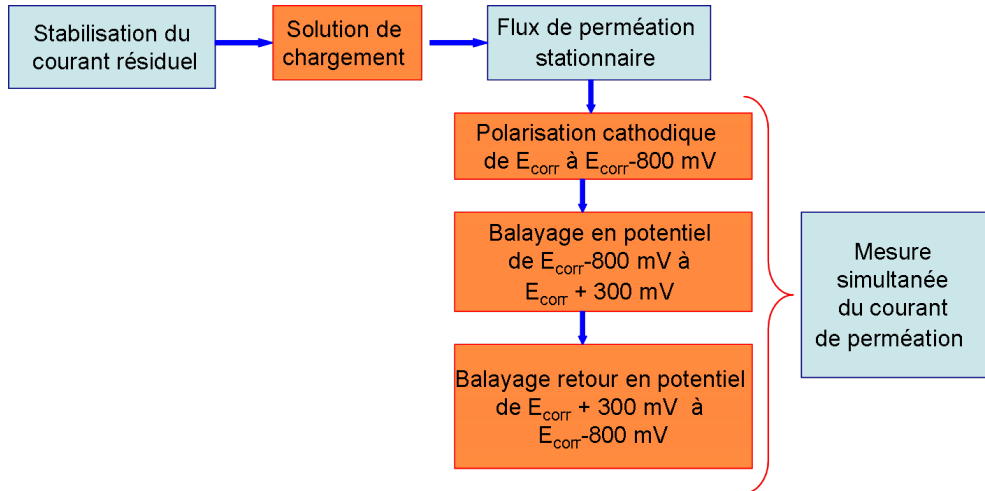 Stabilisation du
courant résiduel
Solution de
chargement
Flux de perméation
stationnaire
Polarisation cathodique
de Ecorr à Ecorr-800 mV
Balayage en potentiel
de Ecorr-800 mV à
Ecorr + 300 mV
Balayage retour en potentiel
de Ecorr + 300 mV à
Ecorr-800 mV
Mesure
simultanée
du courant
de perméation